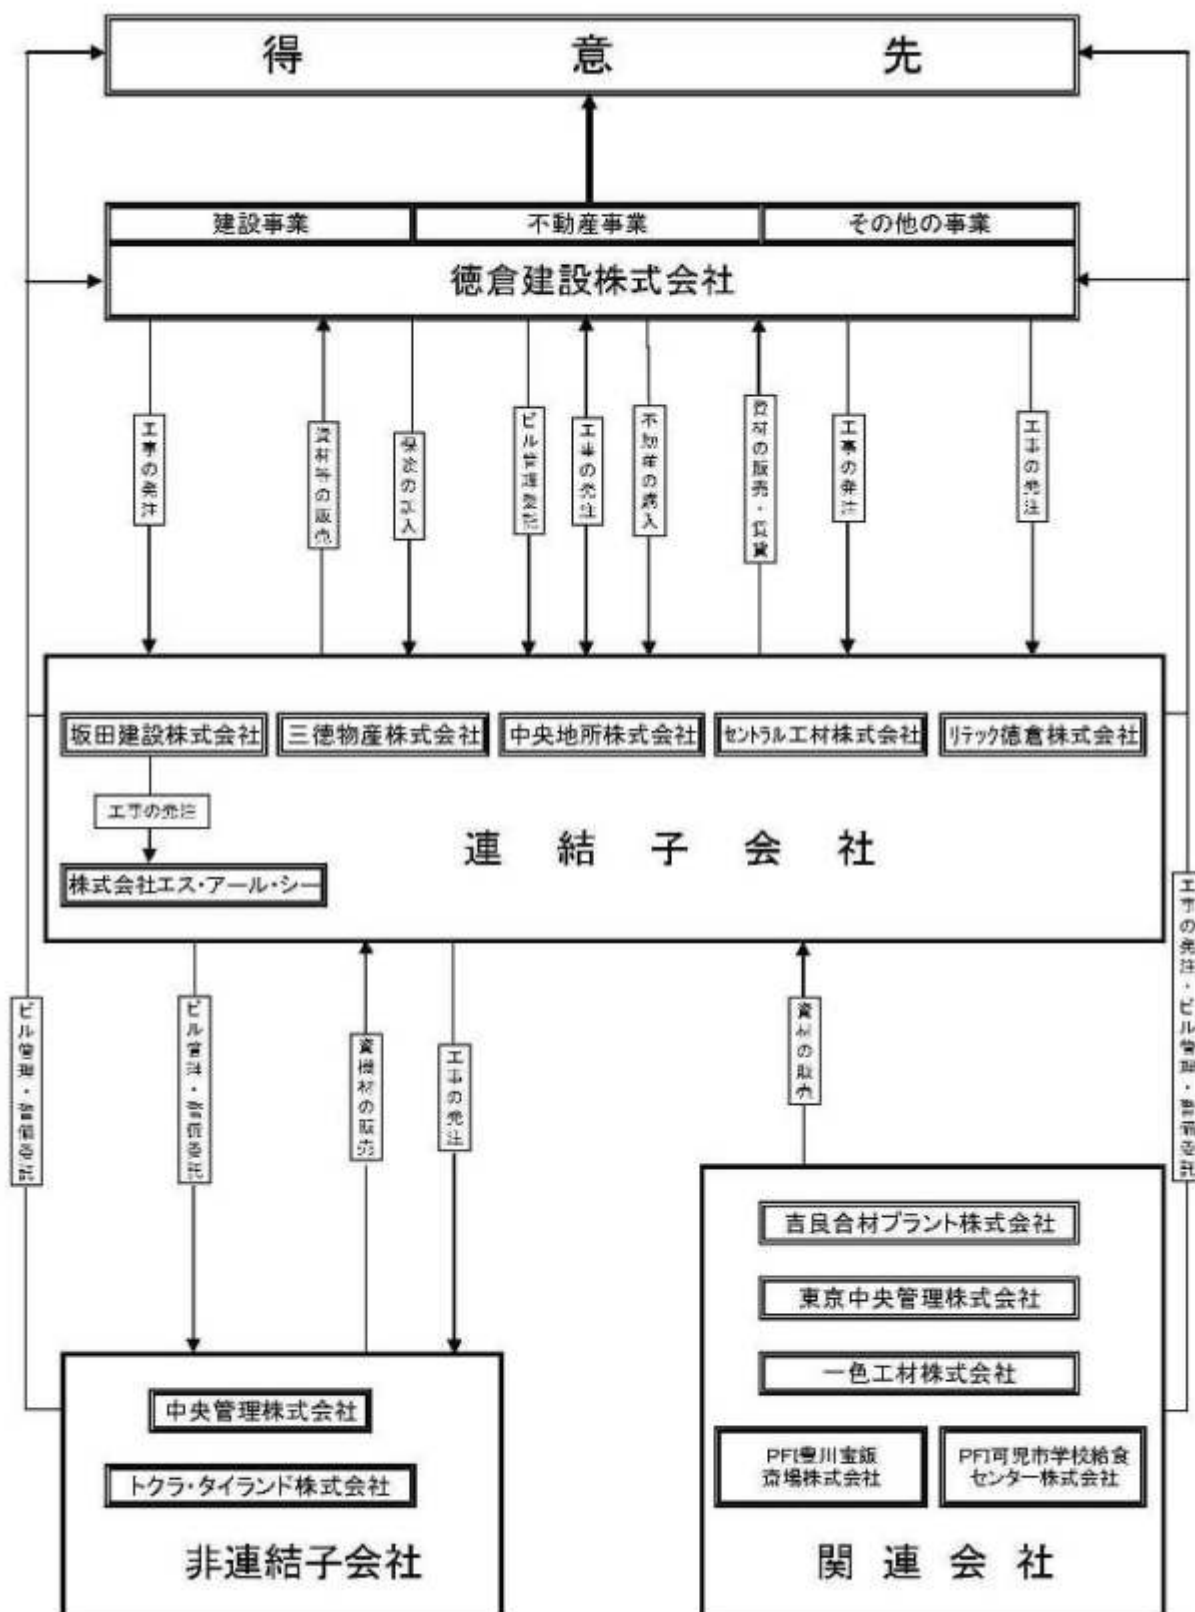 得意先
建設事業
不動産事業
その他の事業
徳倉建設株式会社
工事の発注
資材等の販売
保険の購入
ビル管理委託
工事の発注
不動産の購入
資材の販売・賃貸
工事の発注
工事の発注
坂田建設株式会社
三徳物産株式会社
中央地所株式会社
セントラル工材株式会社
リテック徳倉株式会社
工事の発注
株式会社エス・アール・シー
連結子会社
ビル管理・警備委託
ビル管理・警備委託
資機材の販売
工事の発注
資材の販売
工事の発注・ビル管理・警備委託
中央管理株式会社
トクラ・タイランド株式会社
非連結子会社
吉良合材プラント株式会社
東京中央管理株式会社
一色工材株式会社
PFI豊川宝飯
斎場株式会社
PFI可児市学校給食
センター株式会社
関連会社